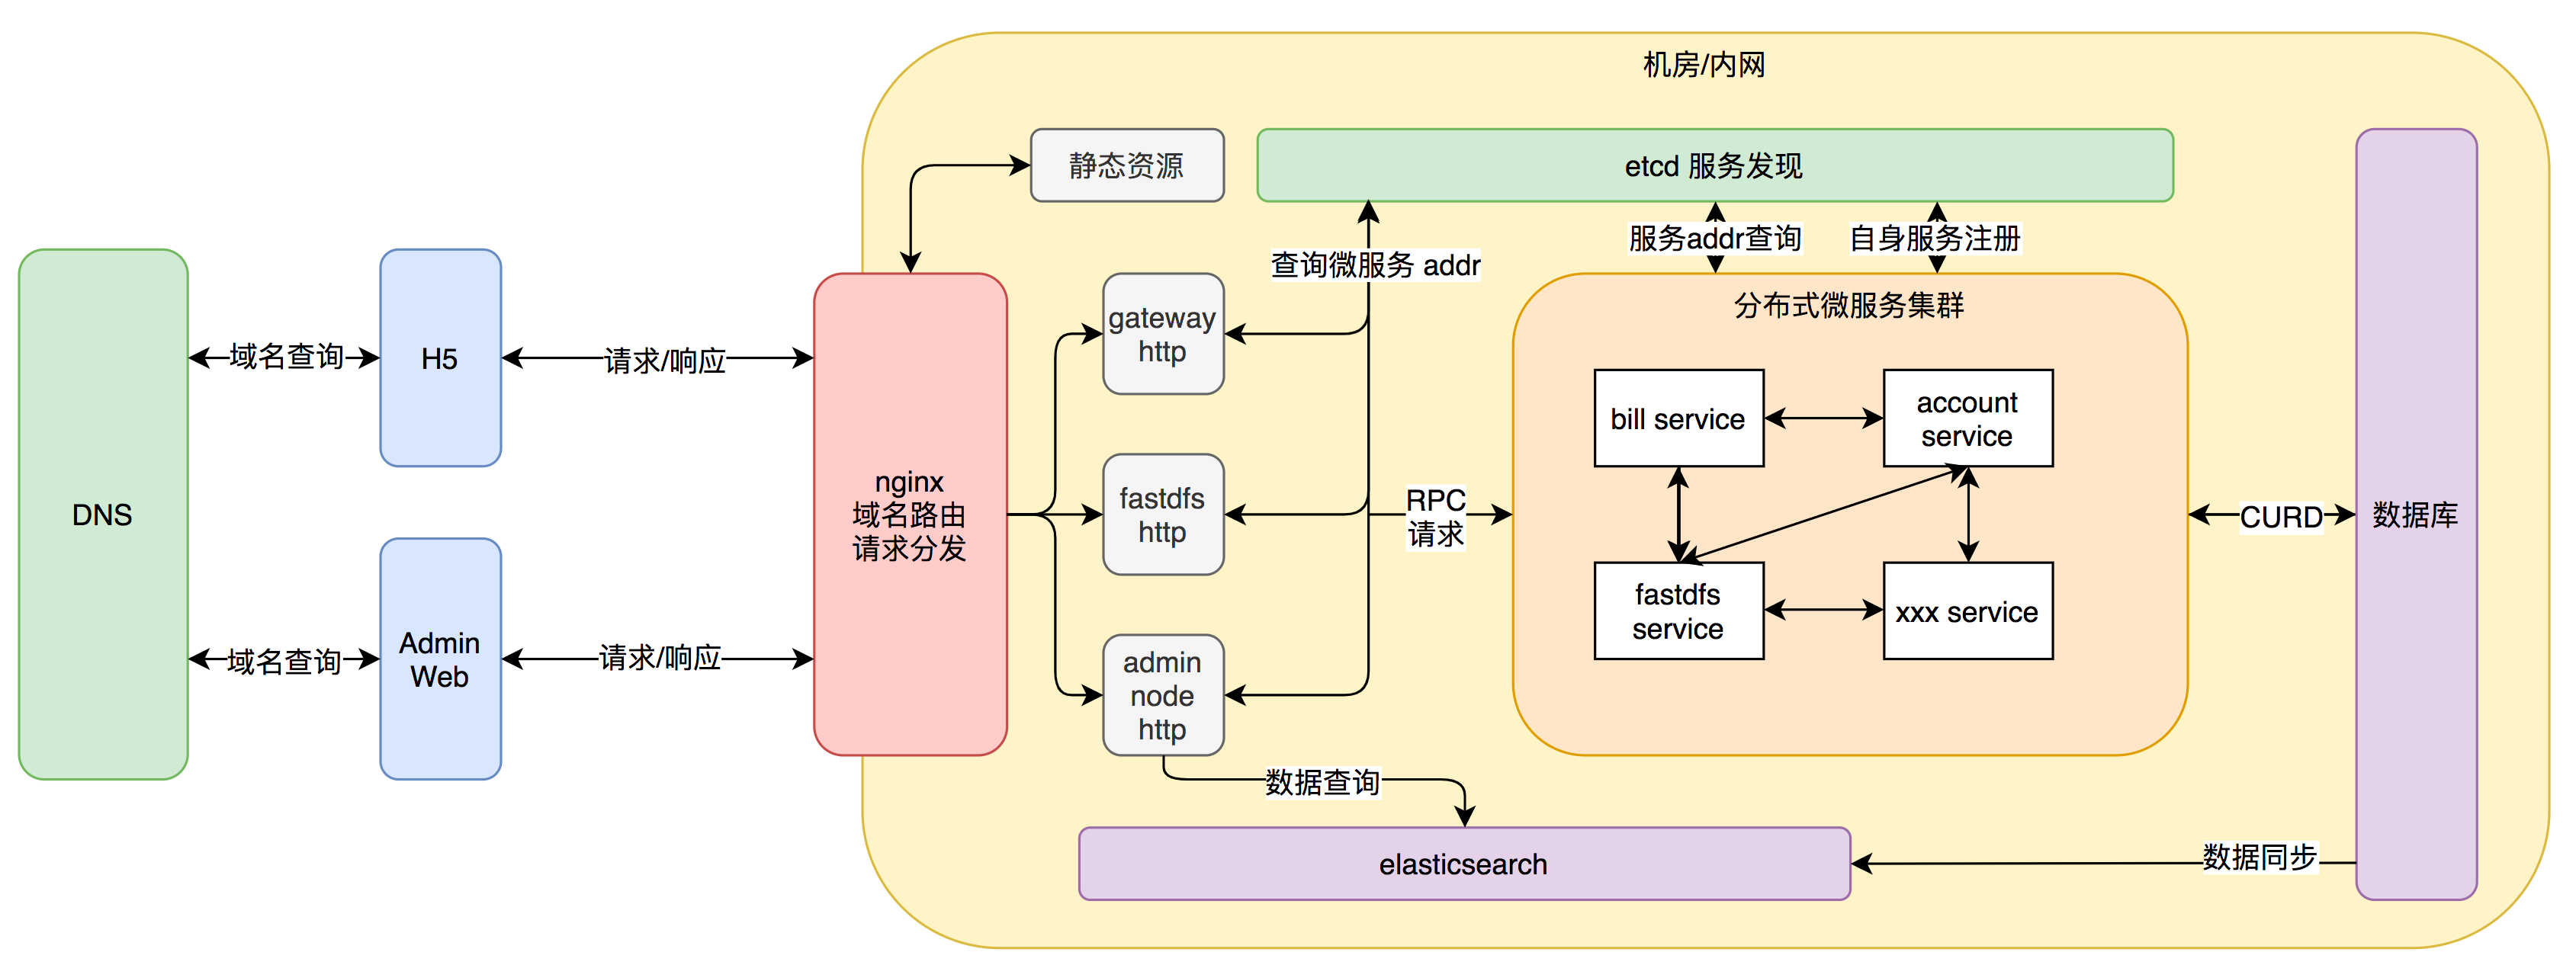 机房/内网
静态资源
etcd 服务发现
服务addr查询
自身服务注册
查询微服务 addr
DNS
域名查询
H5
请求/响应
域名查询
Admin
Web
请求/响应
nginx
域名路由
请求分发
gateway
http
fastdfs
http
admin
node
http
RPC
请求
分布式微服务集群
bill service
account
service
fastdfs
service
xxx service
CURD
数据库
数据查询
elasticsearch
数据同步